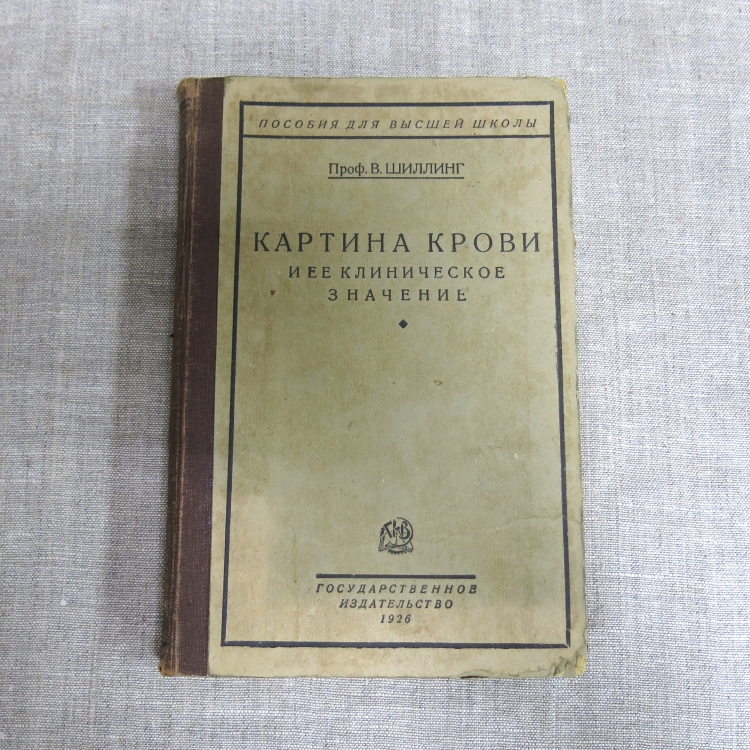 ПОСОБИЯ ДЛЯ ВЫСШЕЙ ШКОЛЫ
Проф. В. ШИЛЛИНГ
КАРТИНА КРОВИ
И ЕЕ КЛИНИЧЕСКОЕ
ЗНАЧЕНИЕ
ГОСУДАРСТВЕННОЕ
ИЗДАТЕЛЬСТВО
1926